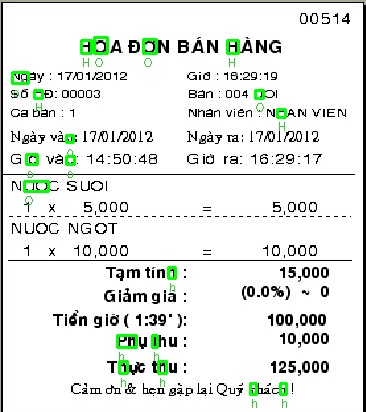 00514
HÓA ĐƠN BÁN HÀNG
Ngày : 17/01/2012 Giờ : 16:29:19
Số HĐ: 00003 Bàn : 004
Ca bán : 1 Nhân viên : NHAN VIEN
Ngày vào: 17/01/2012 Ngày ra: 17/01/2012
Giờ vào: 14:50:48 Giờ ra: 16:29:17
NUOC SUOI
1 x 5,000 = 5,000
NUOC NGOT
1 x 10,000 = 10,000
Tạm tính : 15,000
Giảm giá : (0.0%) ~ 0
Tiền giờ ( 1:39' ): 100,000
Phụ thu : 10,000
Thực thu : 125,000
Cảm ơn & hẹn gặp lại Quý khách !